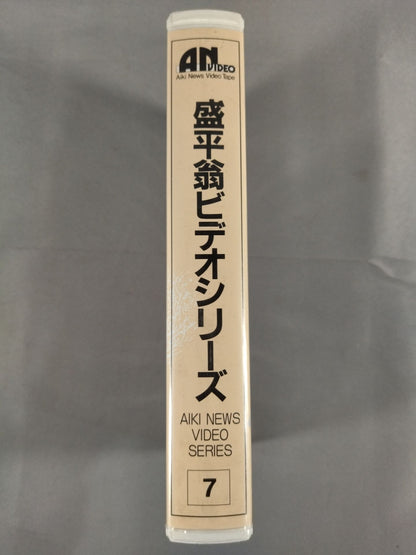 AN VIDEO
Aiki News Video Tape
盛平翁ビデオシリーズ
AIKI NEWS
VIDEO
SERIES
7